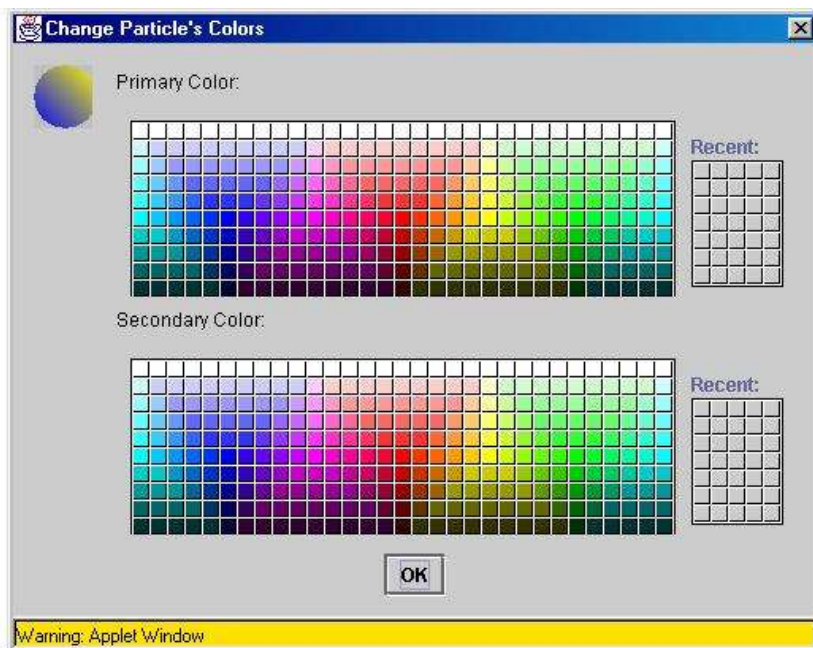 Change Particle's Colors
Primary Color:
Recent:
Secondary Color:
Recent:
OK
Warning: Applet Window